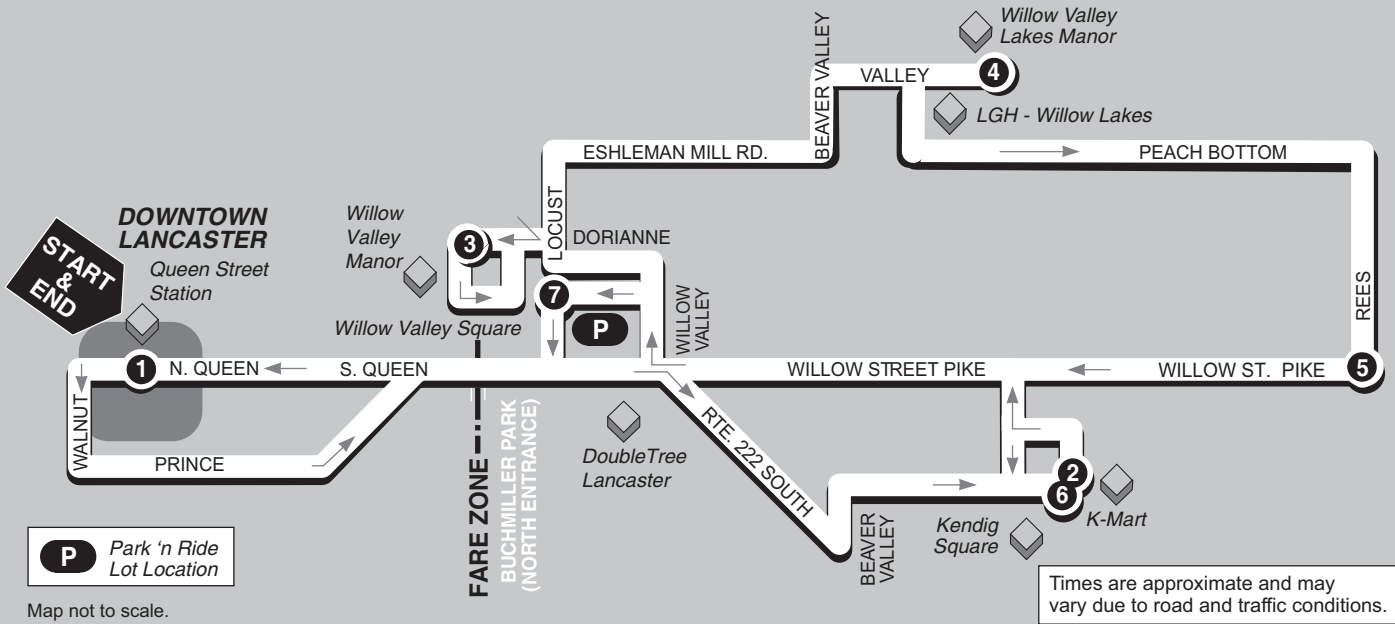 Willow Valley
Lakes Manor
4
VALLEY
BEAVER VALLEY
LGH - Willow Lakes
ESHLEMAN MILL RD.
PEACH BOTTOM
LOCUST
DOWNTOWN
LANCASTER
START
&
END
Queen Street
Station
Willow
Valley
Manor
3
DORIANNE
7
P
WILLOW
VALLEY
REES
Willow Valley Square
1
N. QUEEN
S. QUEEN
WILLOW STREET PIKE
WILLOW ST. PIKE
5
WALNUT
PRINCE
FARE ZONE
BUCHMILLER PARK
(NORTH ENTRANCE)
DoubleTree
Lancaster
RTE. 222 SOUTH
BEAVER
VALLEY
2
6
K-Mart
Kendig
Square
P
Park 'n Ride
Lot Location
Map not to scale.
Times are approximate and may
vary due to road and traffic conditions.